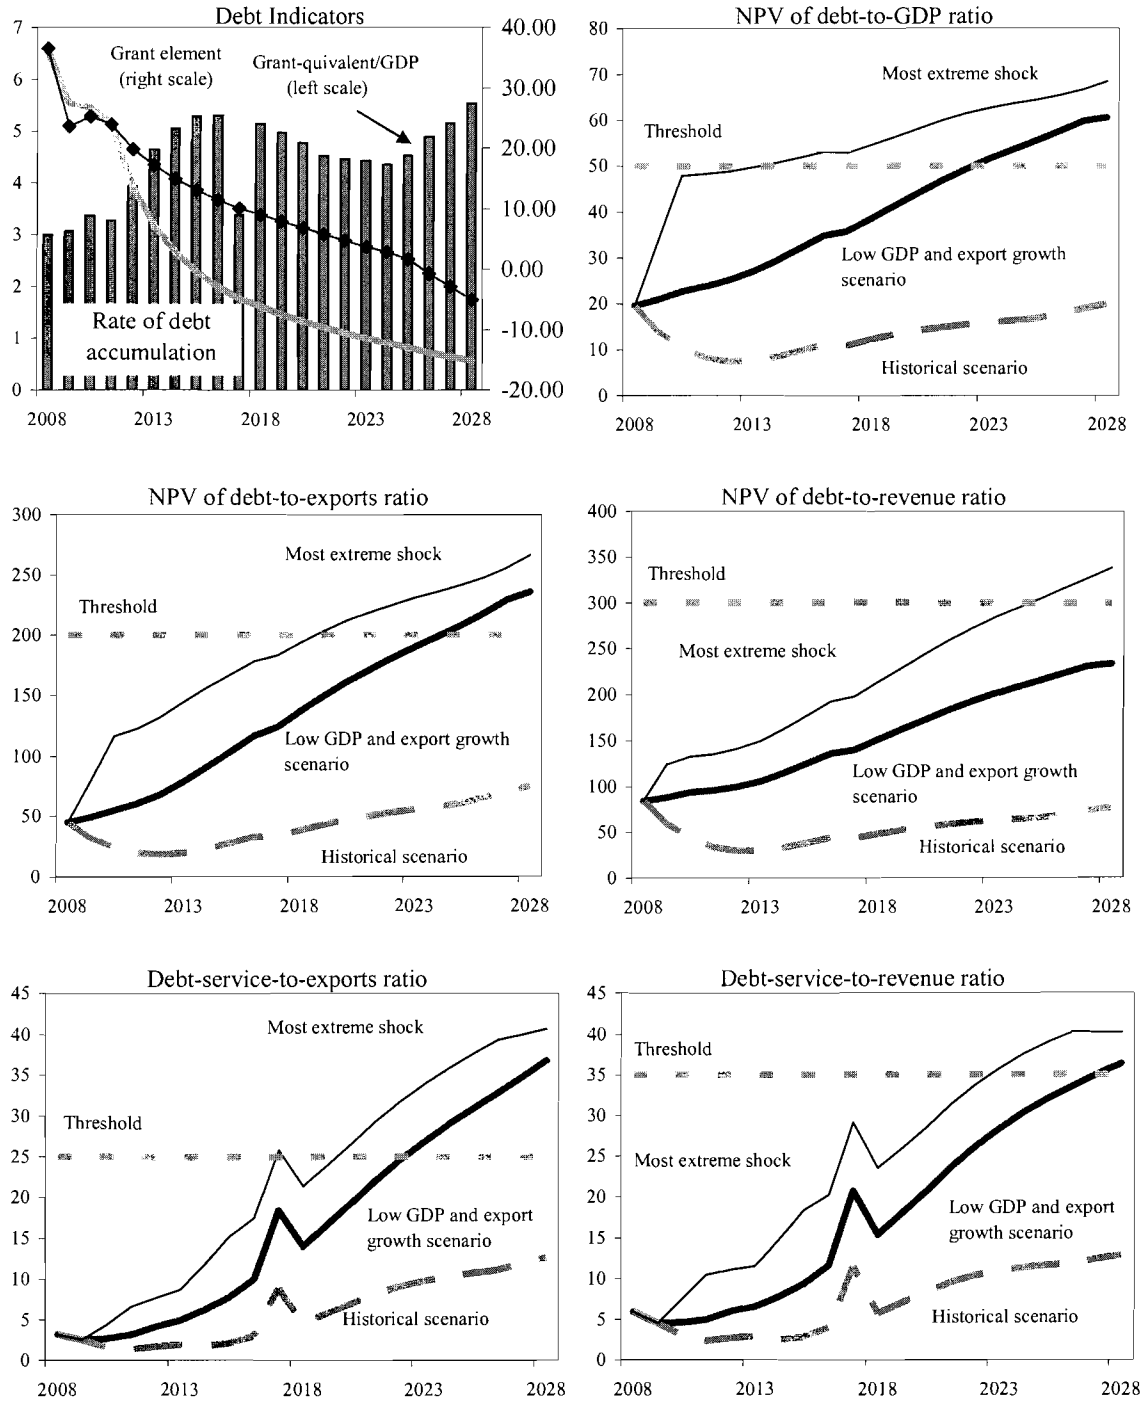 Debt Indicators
7
6
5
4
3
2
1
0
40.00
30.00
20.00
10.00
0.00
-10.00
-20.00
Grant element
(right scale)
Grant-quivalent/GDP
(left scale)
Rate of debt
accumulation
2008 2013 2018 2023 2028
NPV of debt-to-GDP ratio
80
70
60
50
40
30
20
10
0
Most extreme shock
Threshold
Low GDP and export growth
scenario
Historical scenario
2008 2013 2018 2023 2028
NPV of debt-to-exports ratio
300
250
200
150
100
50
0
Most extreme shock
Threshold
Low GDP and export growth
scenario
Historical scenario
2008 2013 2018 2023 2028
NPV of debt-to-revenue ratio
400
350
300
250
200
150
100
50
0
Threshold
Most extreme shock
Low GDP and export growth
scenario
Historical scenario
2008 2013 2018 2023 2028
Debt-service-to-exports ratio
45
40
35
30
25
20
15
10
5
0
Most extreme shock
Threshold
Low GDP and export
growth scenario
Historical scenario
2008 2013 2018 2023 2028
Debt-service-to-revenue ratio
45
40
35
30
25
20
15
10
5
0
Threshold
Most extreme shock
Low GDP and export
growth scenario
Historical scenario
2008 2013 2018 2023 2028